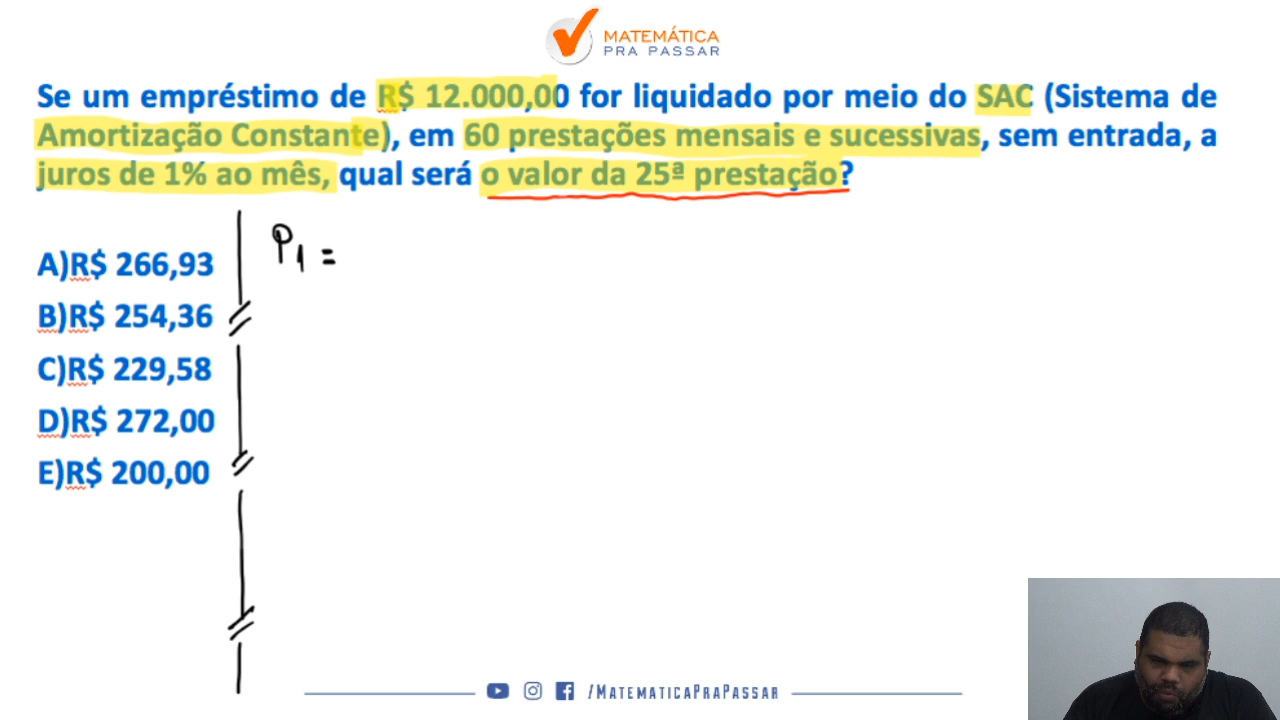 MATEMÁTICA
PRA PASSAR
Se um empréstimo de R$ 12.000,00 for liquidado por meio do SAC (Sistema de
Amortização Constante), em 60 prestações mensais e sucessivas, sem entrada, a
juros de 1% ao mês, qual será o valor da 25ª prestação?
P1 =
A)R$ 266,93
B)R$ 254,36
C)R$ 229,58
D)R$ 272,00
E)R$ 200,00
/MATEMATICAPRAPASSAR